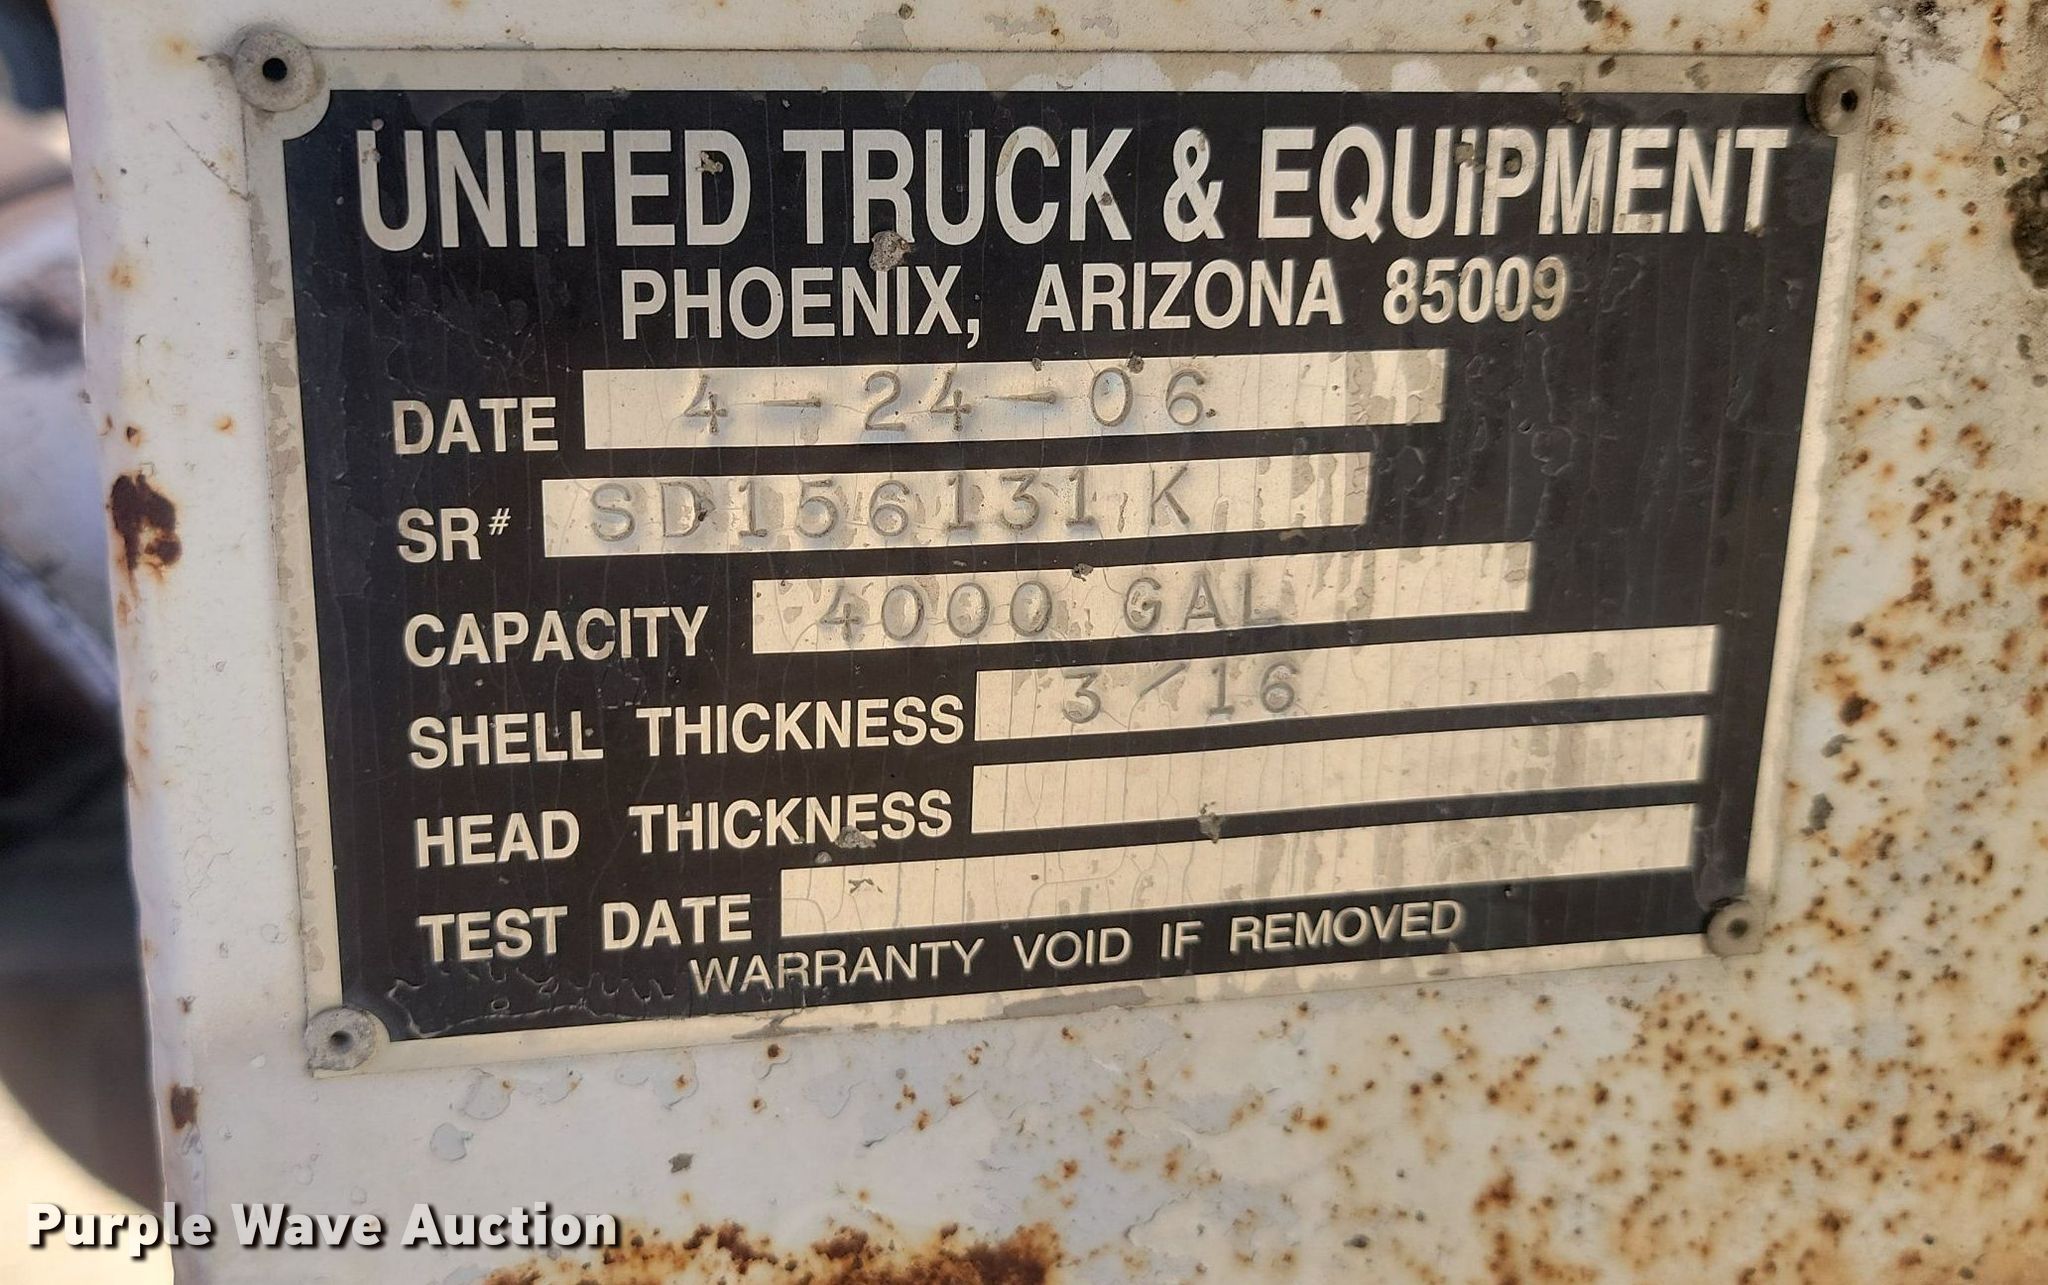 UNITED TRUCK & EQUIPMENT
PHOENIX, ARIZONA 85009
DATE 4-24-06
SR# SD156131K
CAPACITY 4000 GAL
SHELL THICKNESS 3/16
HEAD THICKNESS
TEST DATE
WARRANTY VOID IF REMOVED
Purple Wave Auction